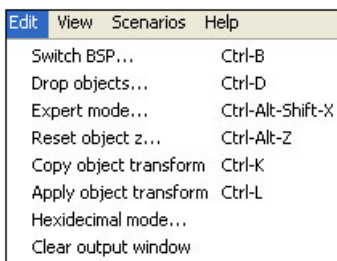 Edit View Scenarios Help
Switch BSP... Ctrl-B
Drop objects... Ctrl-D
Expert mode... Ctrl-Alt-Shift-X
Reset object z... Ctrl-Alt-Z
Copy object transform Ctrl-K
Apply object transform Ctrl-L
Hexidecimal mode...
Clear output window